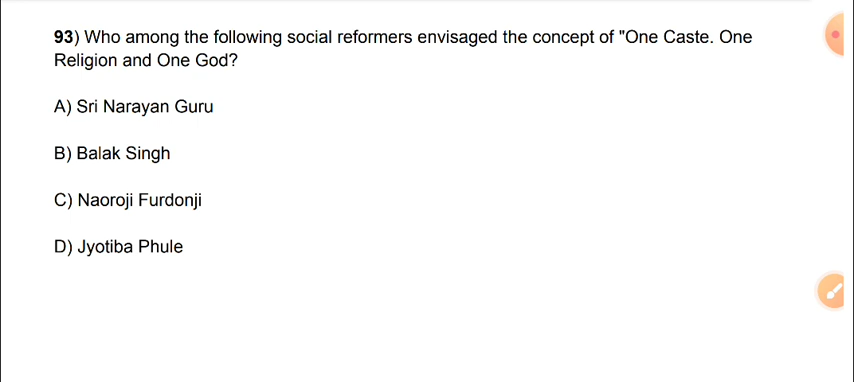 93) Who among the following social reformers envisaged the concept of "One Caste. One
Religion and One God?
A) Sri Narayan Guru
B) Balak Singh
C) Naoroji Furdonji
D) Jyotiba Phule